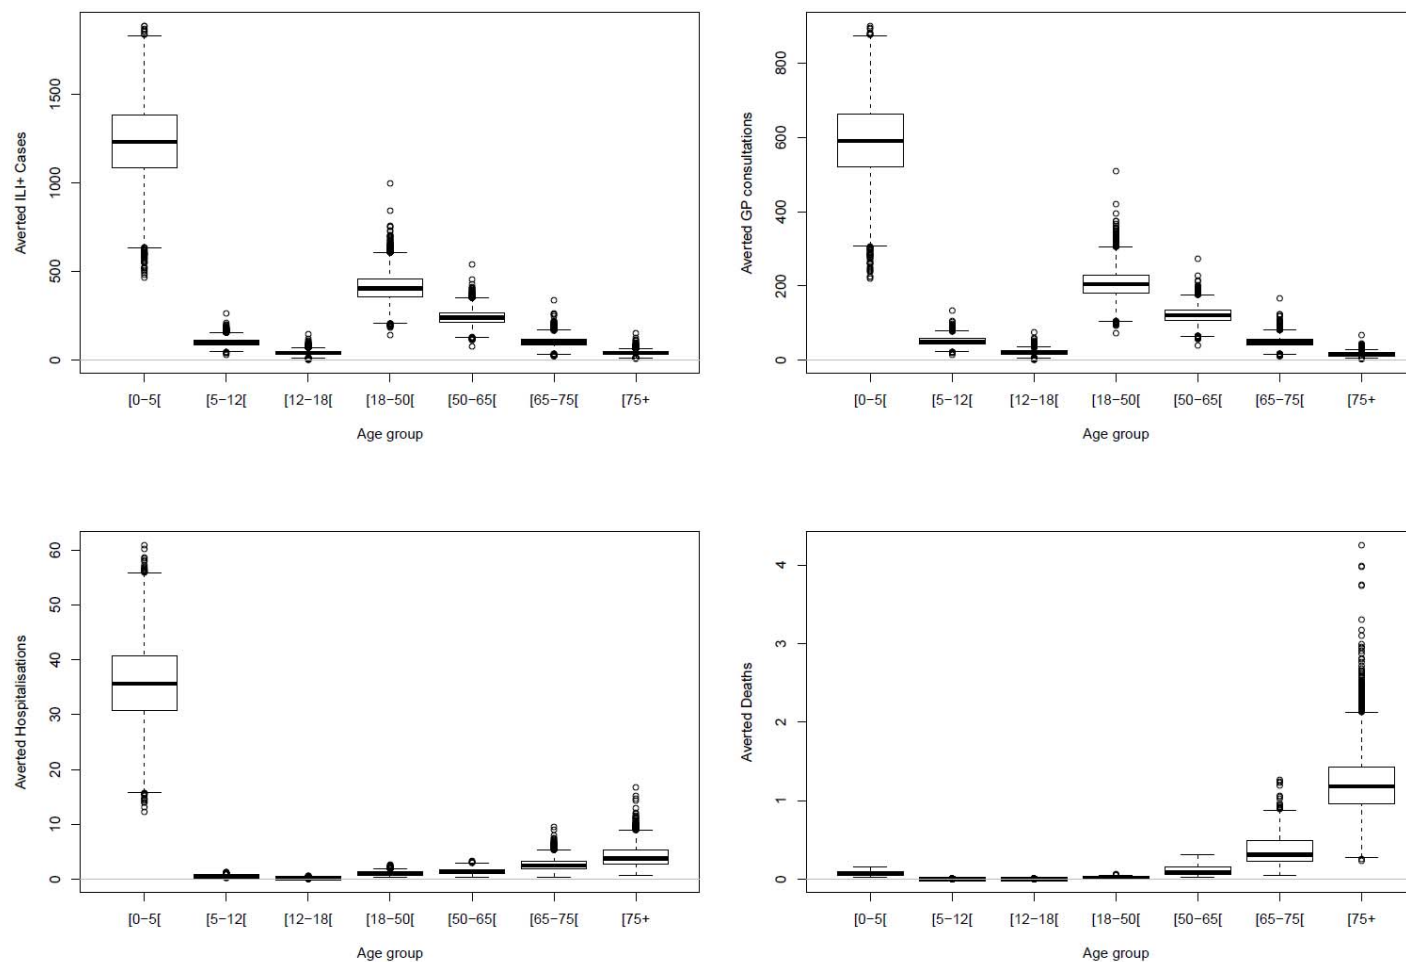 Averted ILI+ Cases
1500
1000
500
0
[0−5[ [5−12[ [12−18[ [18−50[ [50−65[ [65−75[ [75+
Age group
Averted GP consultations
800
600
400
200
0
[0−5[ [5−12[ [12−18[ [18−50[ [50−65[ [65−75[ [75+
Age group
Averted Hospitalisations
60
50
40
30
20
10
0
[0−5[ [5−12[ [12−18[ [18−50[ [50−65[ [65−75[ [75+
Age group
Averted Deaths
4
3
2
1
0
[0−5[ [5−12[ [12−18[ [18−50[ [50−65[ [65−75[ [75+
Age group